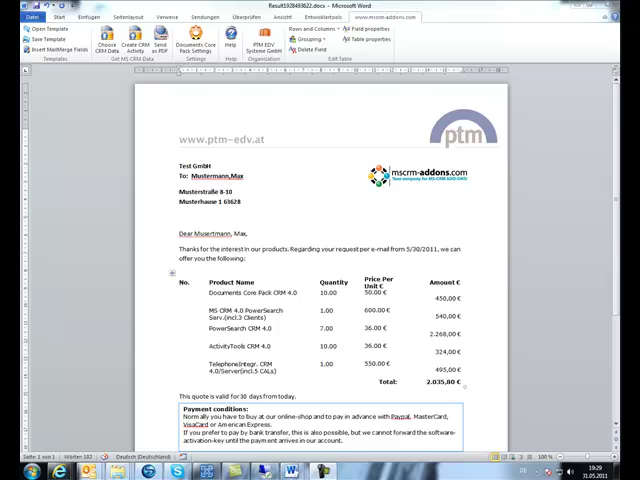 Result1928493622.docx - Microsoft Word
Datei Start Einfügen Seitenlayout Verweise Sendungen Überprüfen Ansicht Entwicklertools www.mscrm-addons.com
Open Template
Save Template
Insert MailMerge Fields
Templates
Choose CRM Data
Create CRM Activity
Send as PDF
Get MS CRM Data
Documents Core Pack Settings
Settings
Help
Help
PTM EDV Systeme GmbH
Organization
Rows and Columns Field properties
Grouping Table properties
Delete Field
Edit Table
www.ptm-edv.at
ptm
Test GmbH
To: Mustermann,Max
mscrm-addons.com
Your company for MS-CRM ADD-ONS!
Musterstraße 8-10
Musterhause 1 63628
Dear Musertmann, Max,
Thanks for the interest in our products. Regarding your request per e-mail from 5/30/2011, we can
offer you the following:
No. Product Name Quantity Price Per Unit € Amount €
Documents Core Pack CRM 4.0 10.00 50.00 €
450,00 €
MS CRM 4.0 PowerSearch 1.00 600.00 €
Serv.(incl.3 Clients) 540,00 €
PowerSearch CRM 4.0 7.00 36.00 €
2.268,00 €
ActivityTools CRM 4.0 10.00 36.00 €
324,00 €
TelephoneIntegr. CRM 1.00 550.00 €
4.0/Server(incl.5 CALs) 495,00 €
Total: 2.035,80 €
This quote is valid for 30 days from today.
Payment conditions:
Normally you have to buy at our online-shop and to pay in advance with Paypal, MasterCard,
VisaCard or American Express.
If you prefer to pay by bank transfer, this is also possible, but we cannot forward the software-
activation-key until the payment arrives in our account.
Seite: 1 von 1 Wörter: 182 Deutsch (Deutschland) 100 %
DE 19:29
31.05.2011